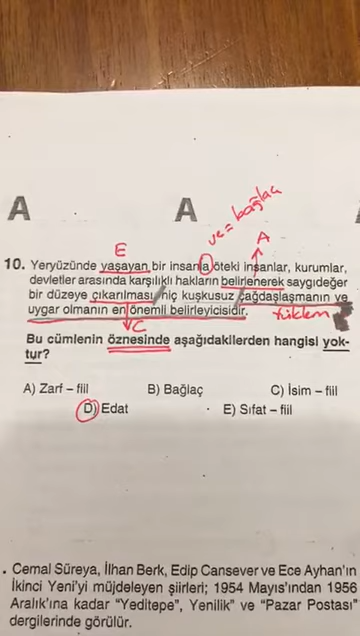 A
A
ve = bağlaç
E
A
10. Yeryüzünde yaşayan bir insanla öteki insanlar, kurumlar,
devletler arasında karşılıklı hakların belirlenerek saygıdeğer
bir düzeye çıkarılması, hiç kuşkusuz çağdaşlaşmanın ve
uygar olmanın en önemli belirleyicisidir.
yüklem
C
Bu cümlenin öznesinde aşağıdakilerden hangisi yok-
tur?
A) Zarf – fiil
B) Bağlaç
C) İsim – fiil
D) Edat
E) Sıfat – fiil
. Cemal Süreya, İlhan Berk, Edip Cansever ve Ece Ayhan'ın
İkinci Yeni'yi müjdeleyen şiirleri; 1954 Mayıs'ından 1956
Aralık'ına kadar “Yeditepe”, Yenilik” ve “Pazar Postası”
dergilerinde görülür.